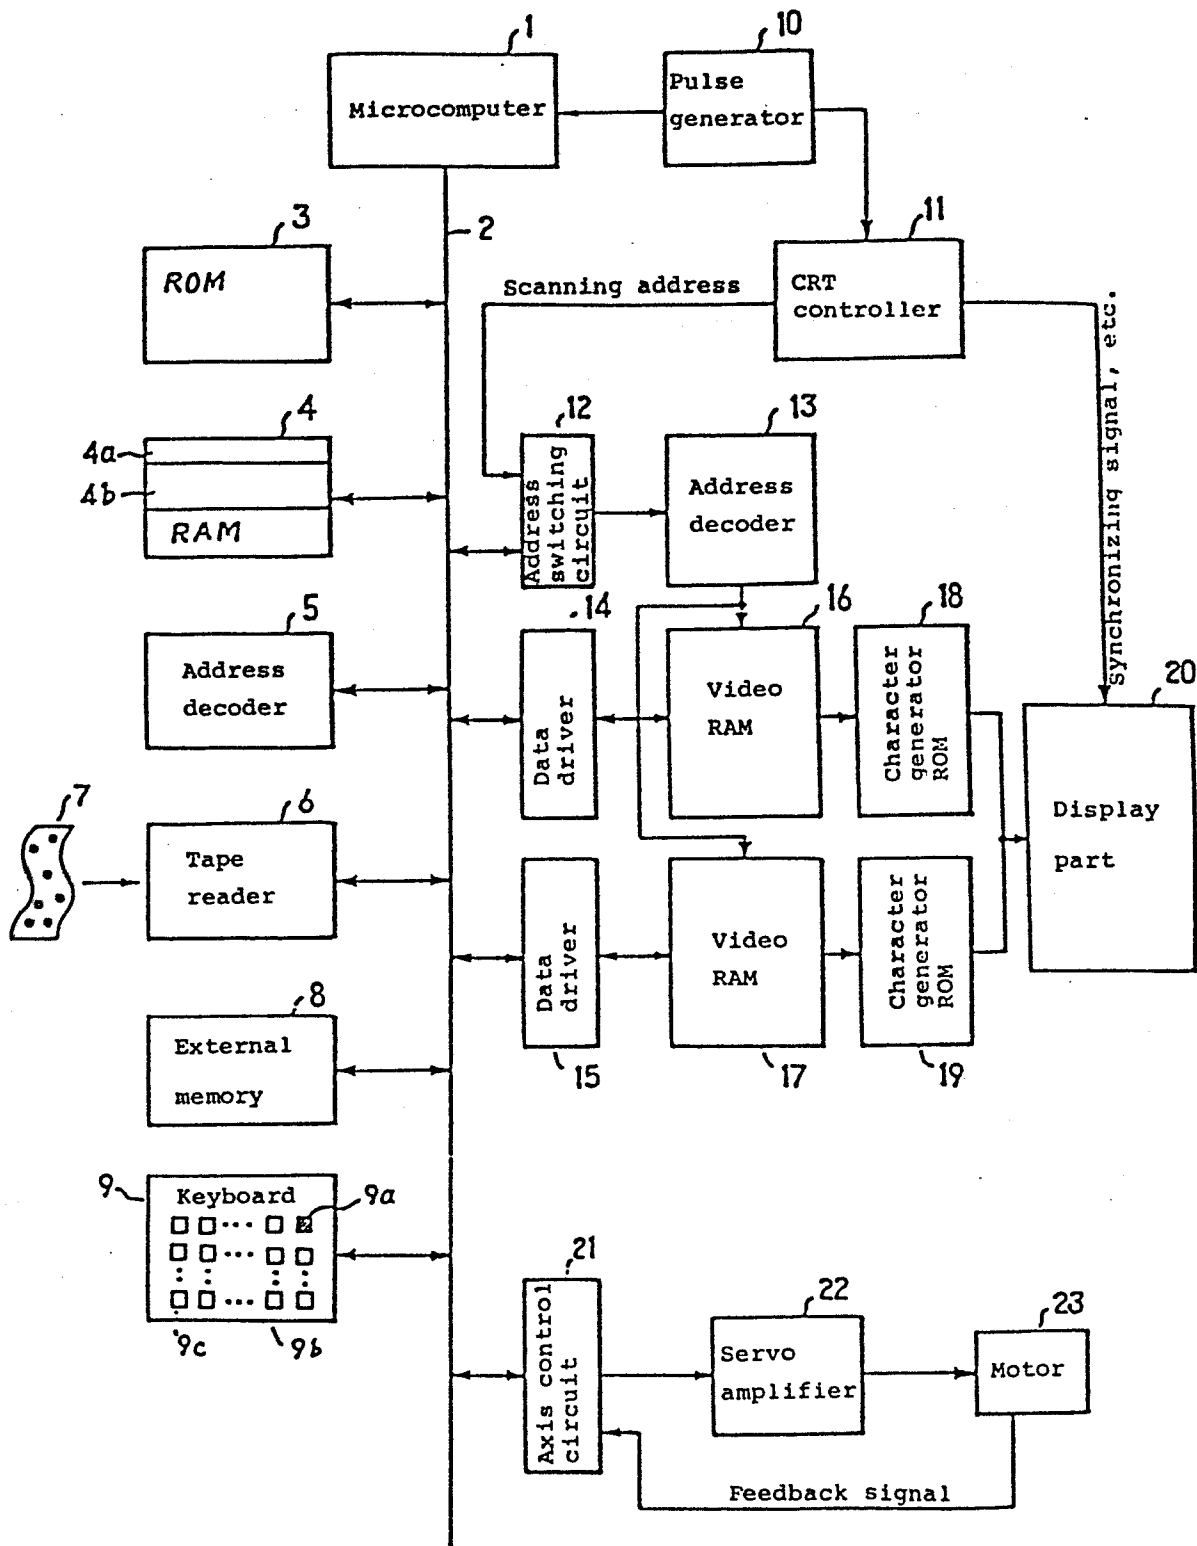 1
10
Microcomputer
Pulse
generator
3
2
11
ROM
Scanning address
CRT
controller
4
12
13
4a
4b
RAM
Address
switching
circuit
Address
decoder
Synchronizing signal, etc.
5
14
16
18
20
Address
decoder
Data
driver
Video
RAM
Character
generator
ROM
7
6
Tape
reader
Display
part
Data
driver
Video
RAM
Character
generator
ROM
8
15
17
19
External
memory
9
Keyboard
9a
9c
9b
21
22
23
Axis control
circuit
Servo
amplifier
Motor
Feedback signal